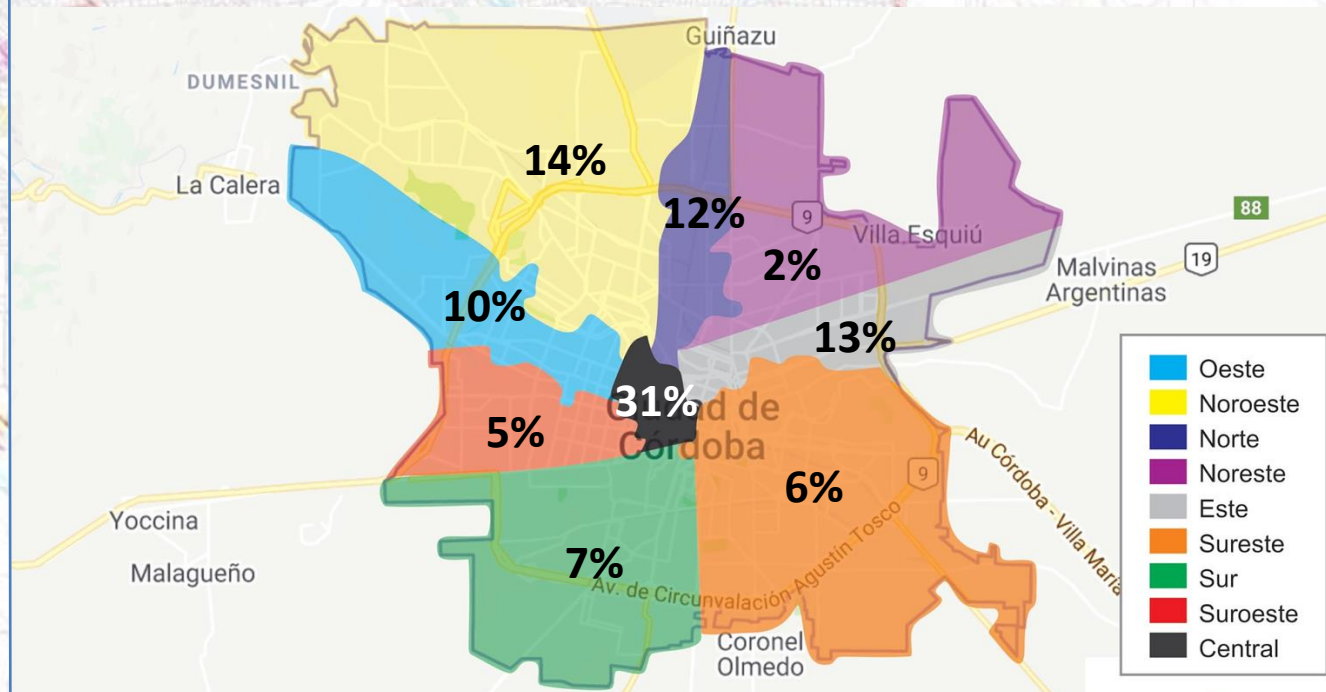 Guiñazu
DUMESNIL
14%
La Calera
12%
9
88
Villa Esquiú
2%
19
Malvinas
Argentinas
10%
13%
Oeste
Noroeste
Norte
Noreste
Este
Sureste
Sur
Suroeste
Central
31%
Ciudad de
Córdoba
5%
6%
9
Au Córdoba - Villa María
Yoccina
7%
Malagueño
Av. de Circunvalación Agustín Tosco
Coronel
Olmedo